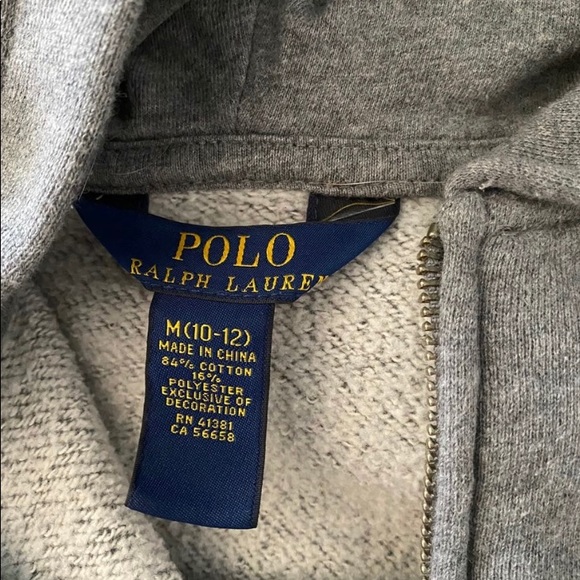 POLO
RALPH LAUREN
M(10-12)
MADE IN CHINA
84% COTTON
16%
POLYESTER
EXCLUSIVE OF
DECORATION
RN 41381
CA 56658